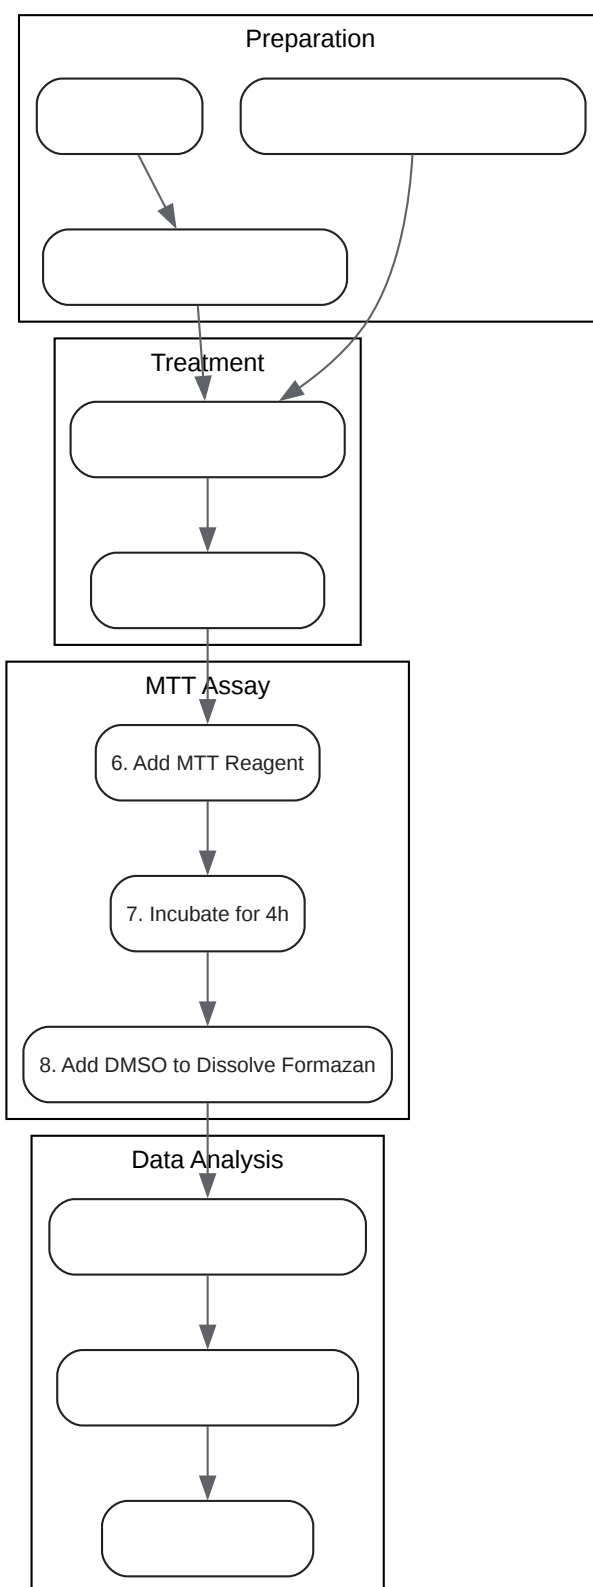 Preparation
Treatment
MTT Assay
6. Add MTT Reagent
7. Incubate for 4h
8. Add DMSO to Dissolve Formazan
Data Analysis